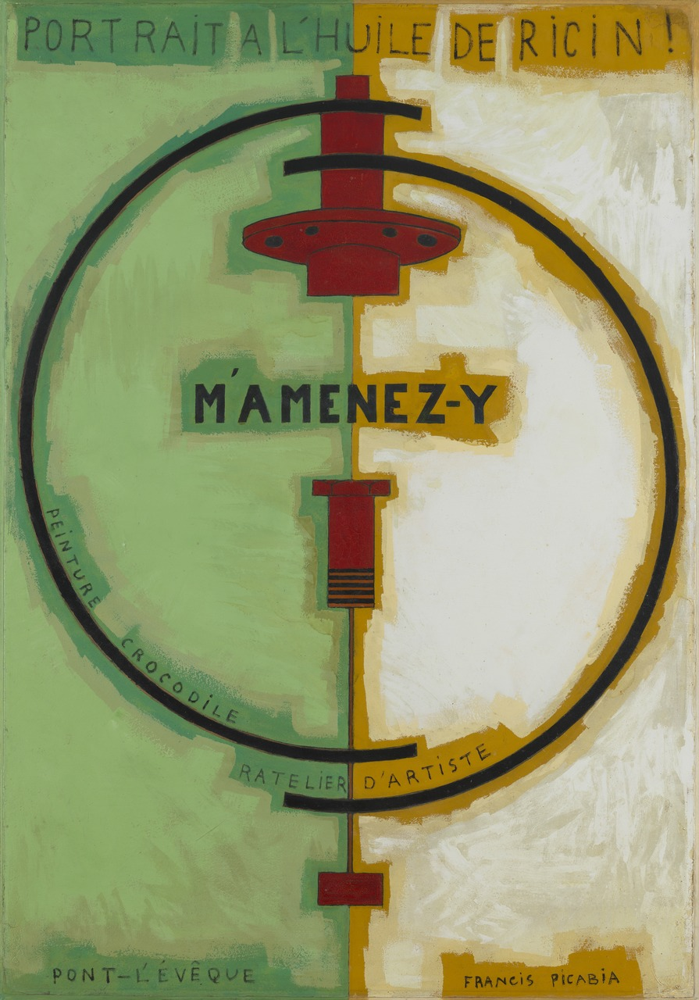 PORTRAIT A L'HUILE DE RICIN !
M'AMENEZ-Y
PEINTURE CROCODILE
RATELIER D'ARTISTE
PONT-L'ÉVÊQUE
FRANCIS PICABIA